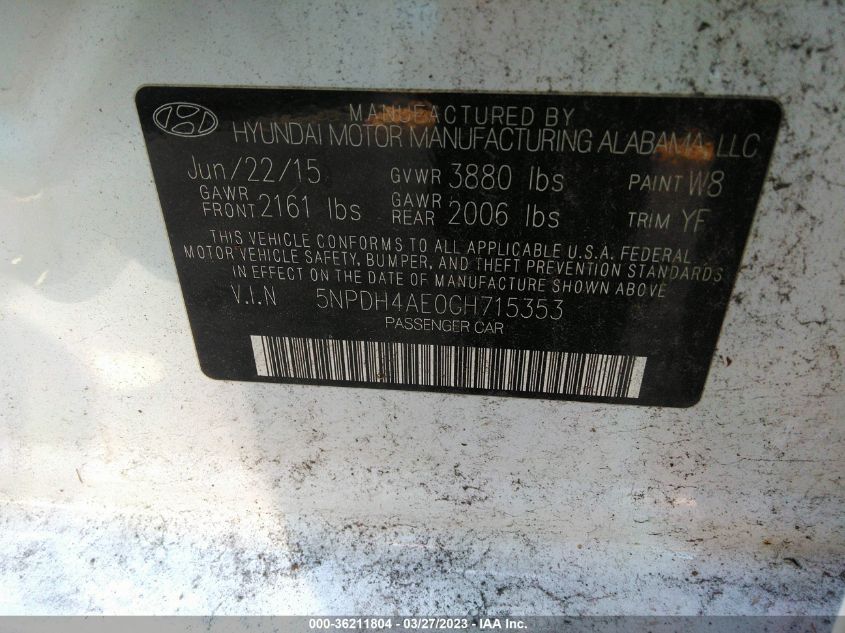 MANUFACTURED BY
HYUNDAI MOTOR MANUFACTURING ALABAMA, LLC
Jun/22/15 GVWR 3880 lbs PAINT W8
GAWR FRONT 2161 lbs GAWR REAR 2006 lbs TRIM YF
THIS VEHICLE CONFORMS TO ALL APPLICABLE U.S.A. FEDERAL
MOTOR VEHICLE SAFETY, BUMPER, AND THEFT PREVENTION STANDARDS
IN EFFECT ON THE DATE OF MANUFACTURE SHOWN ABOVE
V.I.N 5NPDH4AE0GH715353
PASSENGER CAR
000-36211804 - 03/27/2023 - IAA Inc.